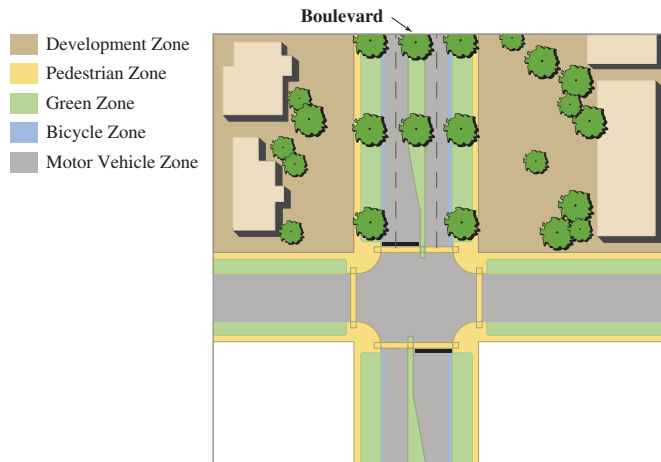 Boulevard
Development Zone
Pedestrian Zone
Green Zone
Bicycle Zone
Motor Vehicle Zone